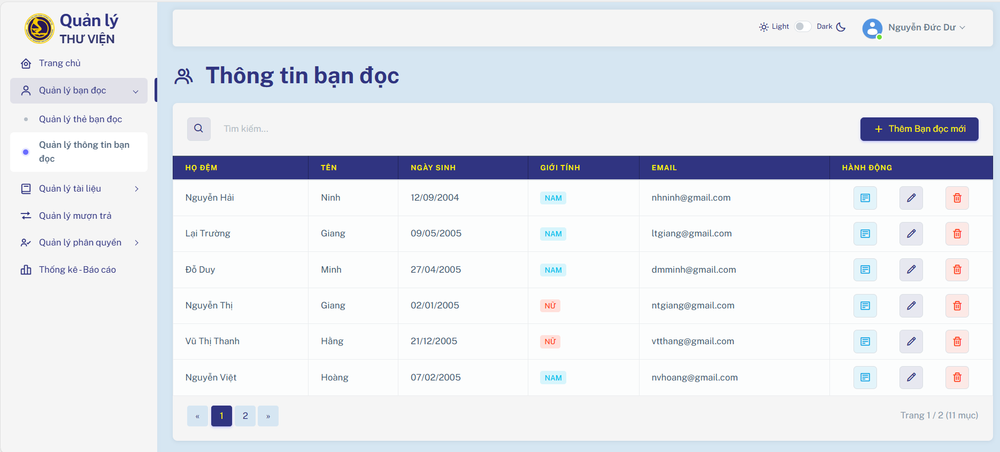 Quản lý
THƯ VIỆN
Trang chủ
Quản lý bạn đọc
Quản lý thẻ bạn đọc
Quản lý thông tin bạn
đọc
Quản lý tài liệu
Quản lý mượn trả
Quản lý phân quyền
Thống kê - Báo cáo
Light Dark Nguyễn Đức Dư
Thông tin bạn đọc
Tìm kiếm... + Thêm Bạn đọc mới
HỌ ĐỆM TÊN NGÀY SINH GIỚI TÍNH EMAIL HÀNH ĐỘNG
Nguyễn Hải Ninh 12/09/2004 NAM nhninh@gmail.com
Lại Trường Giang 09/05/2005 NAM ltgiang@gmail.com
Đỗ Duy Minh 27/04/2005 NAM dmminh@gmail.com
Nguyễn Thị Giang 02/01/2005 NỮ ntgiang@gmail.com
Vũ Thị Thanh Hằng 21/12/2005 NỮ vtthang@gmail.com
Nguyễn Việt Hoàng 07/02/2005 NAM nvhoang@gmail.com
« 1 2 » Trang 1 / 2 (11 mục)